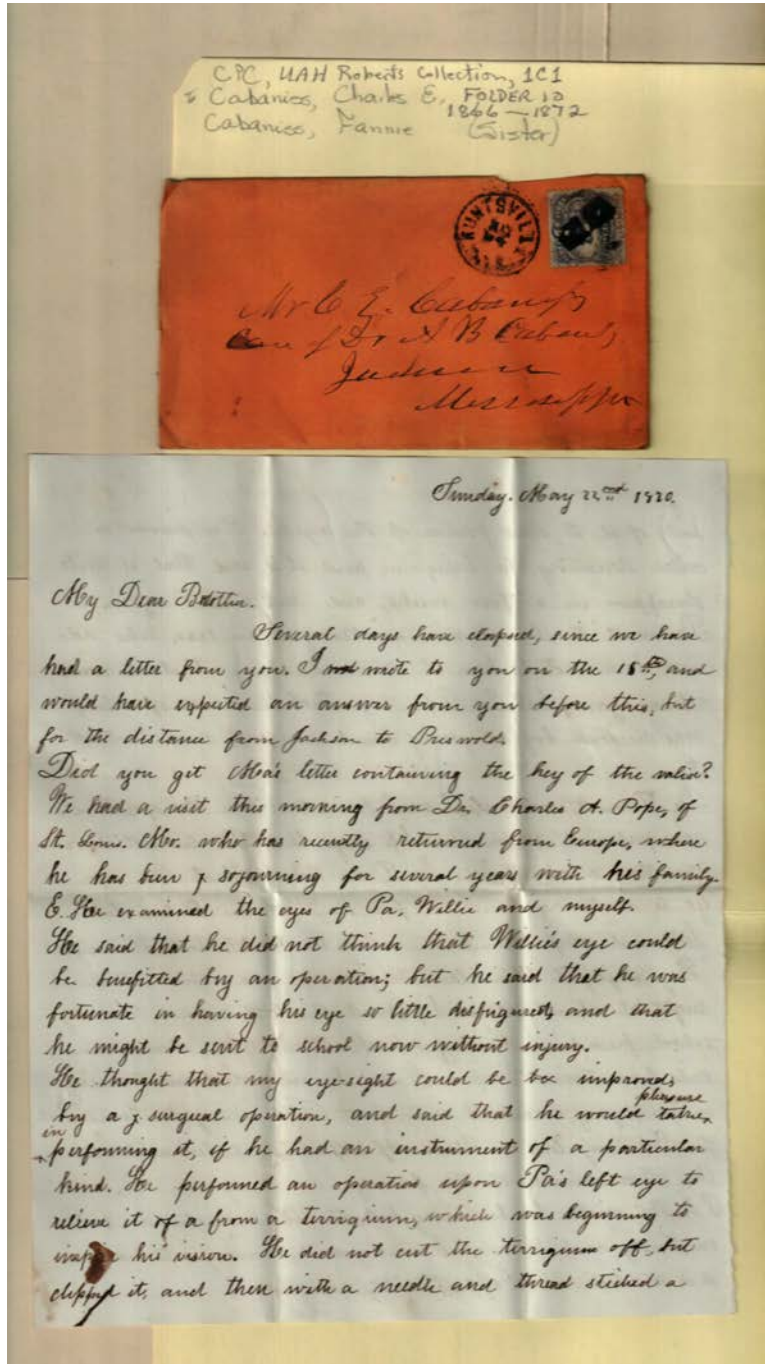 CPC, UAH Roberts Collection, 1C1
Cabaniss, Charles E, FOLDER 10
1866 — 1872
Cabaniss, Fannie (Sister)
HUNTSVILLE
Mr C E. Cabaniss
Care of Dr A B Cabaniss
Jackson
Mississippi
Sunday. May 22nd 1870.
My Dear Brother.
Several days have elapsed, since we have
had a letter from you. I wrote to you on the 15th, and
would have expected an answer from you before this, but
for the distance from Jackson to
Did you get Ma's letter containing the key of the valise?
We had a visit this morning from Dr. Charles A. Pope, of
St. Louis. Mo. who has recently returned from Europe, where
he has been sojourning for several years with his family.
E. He examined the eyes of Pa, Willie and myself.
He said that he did not think that Willie's eye could
be benefitted by an operation; but he said that he was
fortunate in having his eye so little disfigured, and that
he might be sent to school now without injury.
He thought that my eye-sight could be be improved,
by a surgical operation, and said that he would take pleasure
in performing it, if he had an instrument of a particular
kind. He performed an operation upon Pa's left eye to
relieve it of a from a terrigium, which was beginning to
impair his vision. He did not cut the terrigium off, but
clipped it, and then with a needle and thread stiched a